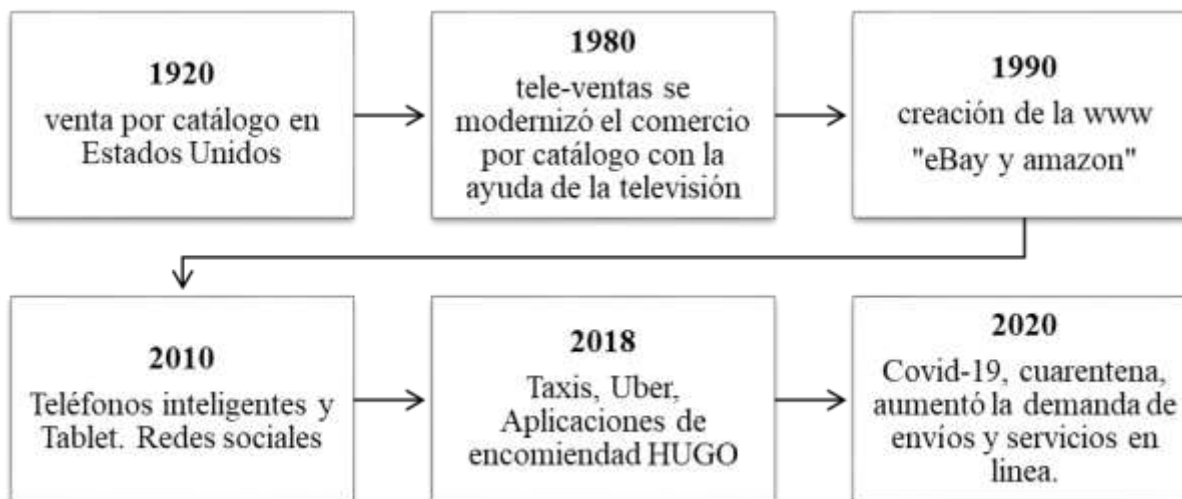 1920
venta por catálogo en
Estados Unidos
1980
tele-ventas se
modernizó el comercio
por catálogo con la
ayuda de la televisión
1990
creación de la www
"eBay y amazon"
2010
Teléfonos inteligentes y
Tablet. Redes sociales
2018
Taxis, Uber,
Aplicaciones de
encomiendad HUGO
2020
Covid-19, cuarentena,
aumentó la demanda de
envíos y servicios en
linea.